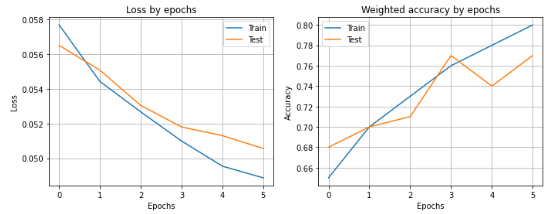 Loss by epochs
0.058
0.056
0.054
0.052
0.050
Loss
Train
Test
0 1 2 3 4 5
Epochs
Weighted accuracy by epochs
0.80
0.78
0.76
0.74
0.72
0.70
0.68
0.66
Accuracy
Train
Test
0 1 2 3 4 5
Epochs